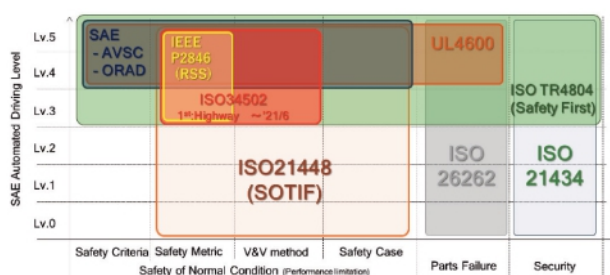 SAE Automated Driving Level
Lv.5
Lv.4
Lv.3
Lv.2
Lv.1
Lv.0
SAE
- AVSC
- ORAD
IEEE
P2846
(RSS)
UL4600
ISO34502
1st:Highway ～'21/6
ISO TR4804
(Safety First)
ISO21448
(SOTIF)
ISO
26262
ISO
21434
Safety Criteria
Safety Metric
V&V method
Safety Case
Parts Failure
Security
Safety of Normal Condition (Performance limitation)